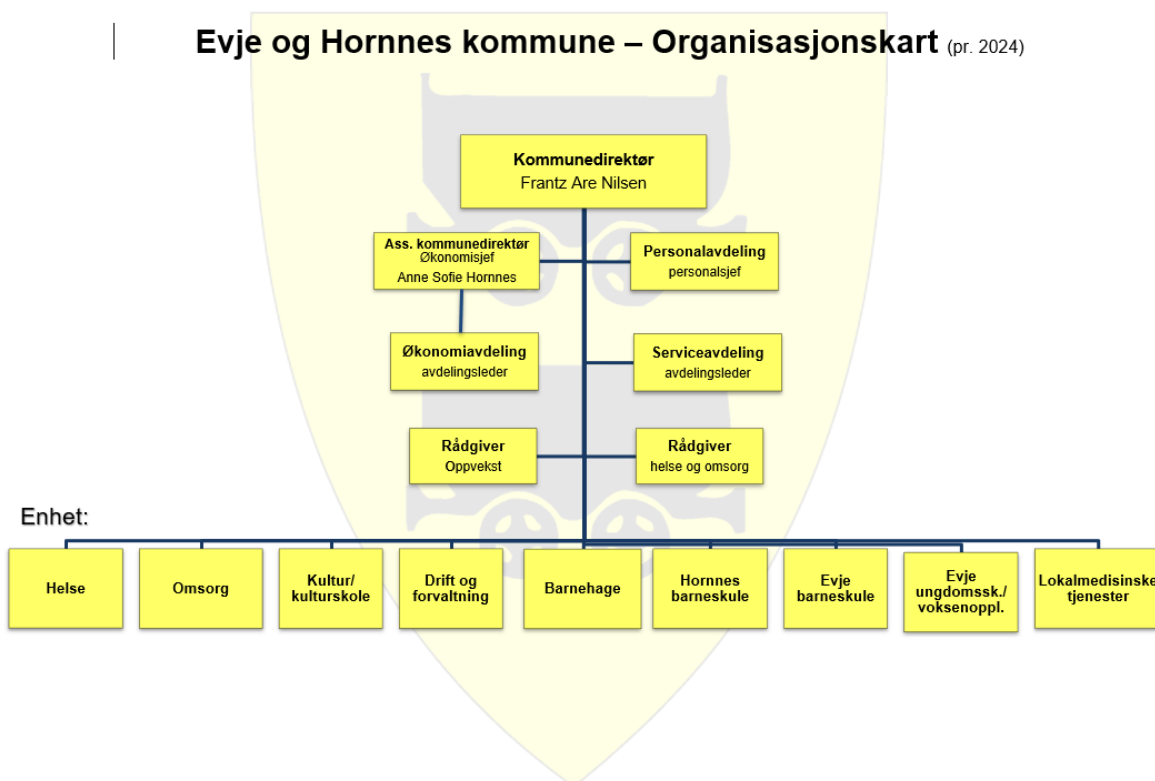 Evje og Hornnes kommune – Organisasjonskart (pr. 2024)
Kommunedirektør
Frantz Are Nilsen
Ass. kommunedirektør
Økonomisjef
Anne Sofie Hornnes
Personalavdeling
personalsjef
Økonomiavdeling
avdelingsleder
Serviceavdeling
avdelingsleder
Rådgiver
Oppvekst
Rådgiver
helse og omsorg
Enhet:
Helse
Omsorg
Kultur/
kulturskole
Drift og
forvaltning
Barnehage
Hornnes
barneskule
Evje
barneskule
Evje
ungdomssk./
voksenoppl.
Lokalmedisinske
tjenester